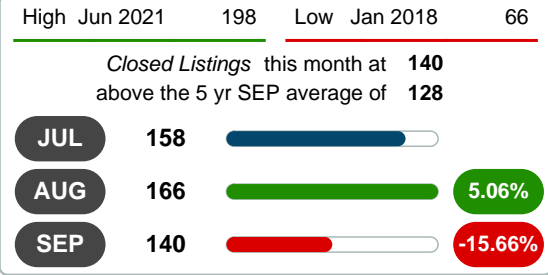 High Jun 2021 198 Low Jan 2018 66
Closed Listings this month at 140
above the 5 yr SEP average of 128
JUL 158
AUG 166 5.06%
SEP 140 -15.66%